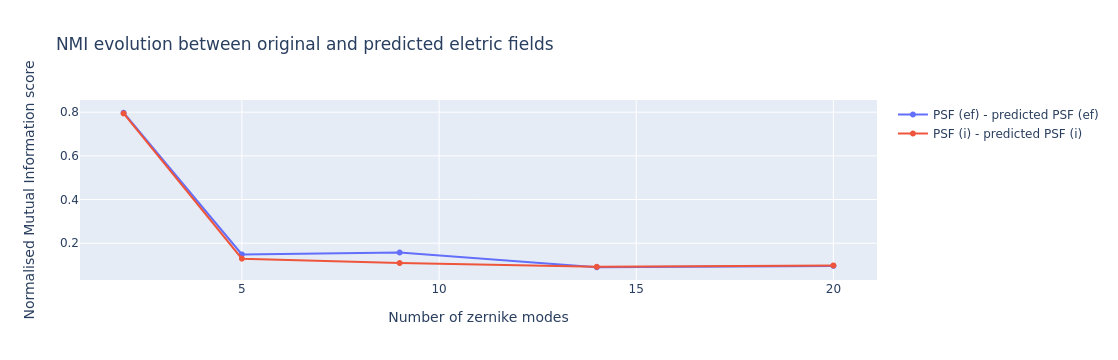 NMI evolution between original and predicted eletric fields
Normalised Mutual Information score
0.8
0.6
0.4
0.2
5
10
15
20
Number of zernike modes
PSF (ef) - predicted PSF (ef)
PSF (i) - predicted PSF (i)